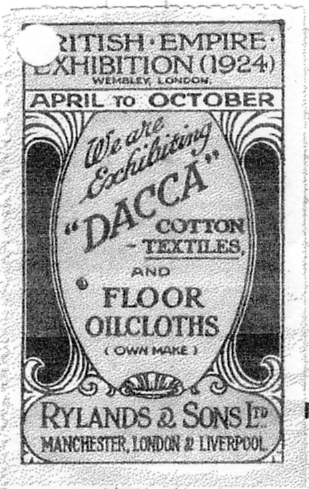 RITISH·EMPIRE·
EXHIBITION (1924)
WEMBLEY, LONDON.
APRIL TO OCTOBER
We are
Exhibiting
"DACCA"
COTTON
- TEXTILES,
AND
FLOOR
OILCLOTHS
( OWN MAKE )
RYLANDS & SONS LTD
MANCHESTER, LONDON & LIVERPOOL.